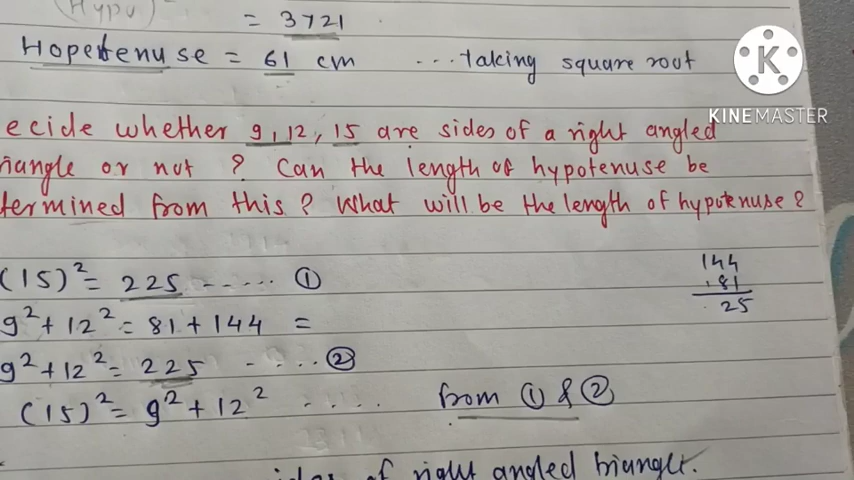 (Hypu)
= 3721
Hopetenuse = 61 cm ... taking square root
K
KINEMASTER
ecide whether 9, 12, 15 are sides of a right angled
iangle or not ? Can the length of hypotenuse be
termined from this ? What will be the length of hypotenuse ?
(15)² = 225 ..... ①
144
81
25
9² + 12² = 81 + 144 =
9² + 12² = 225 ..... ②
(15)² = 9² + 12² .... from ① & ②
of right angled triangle.